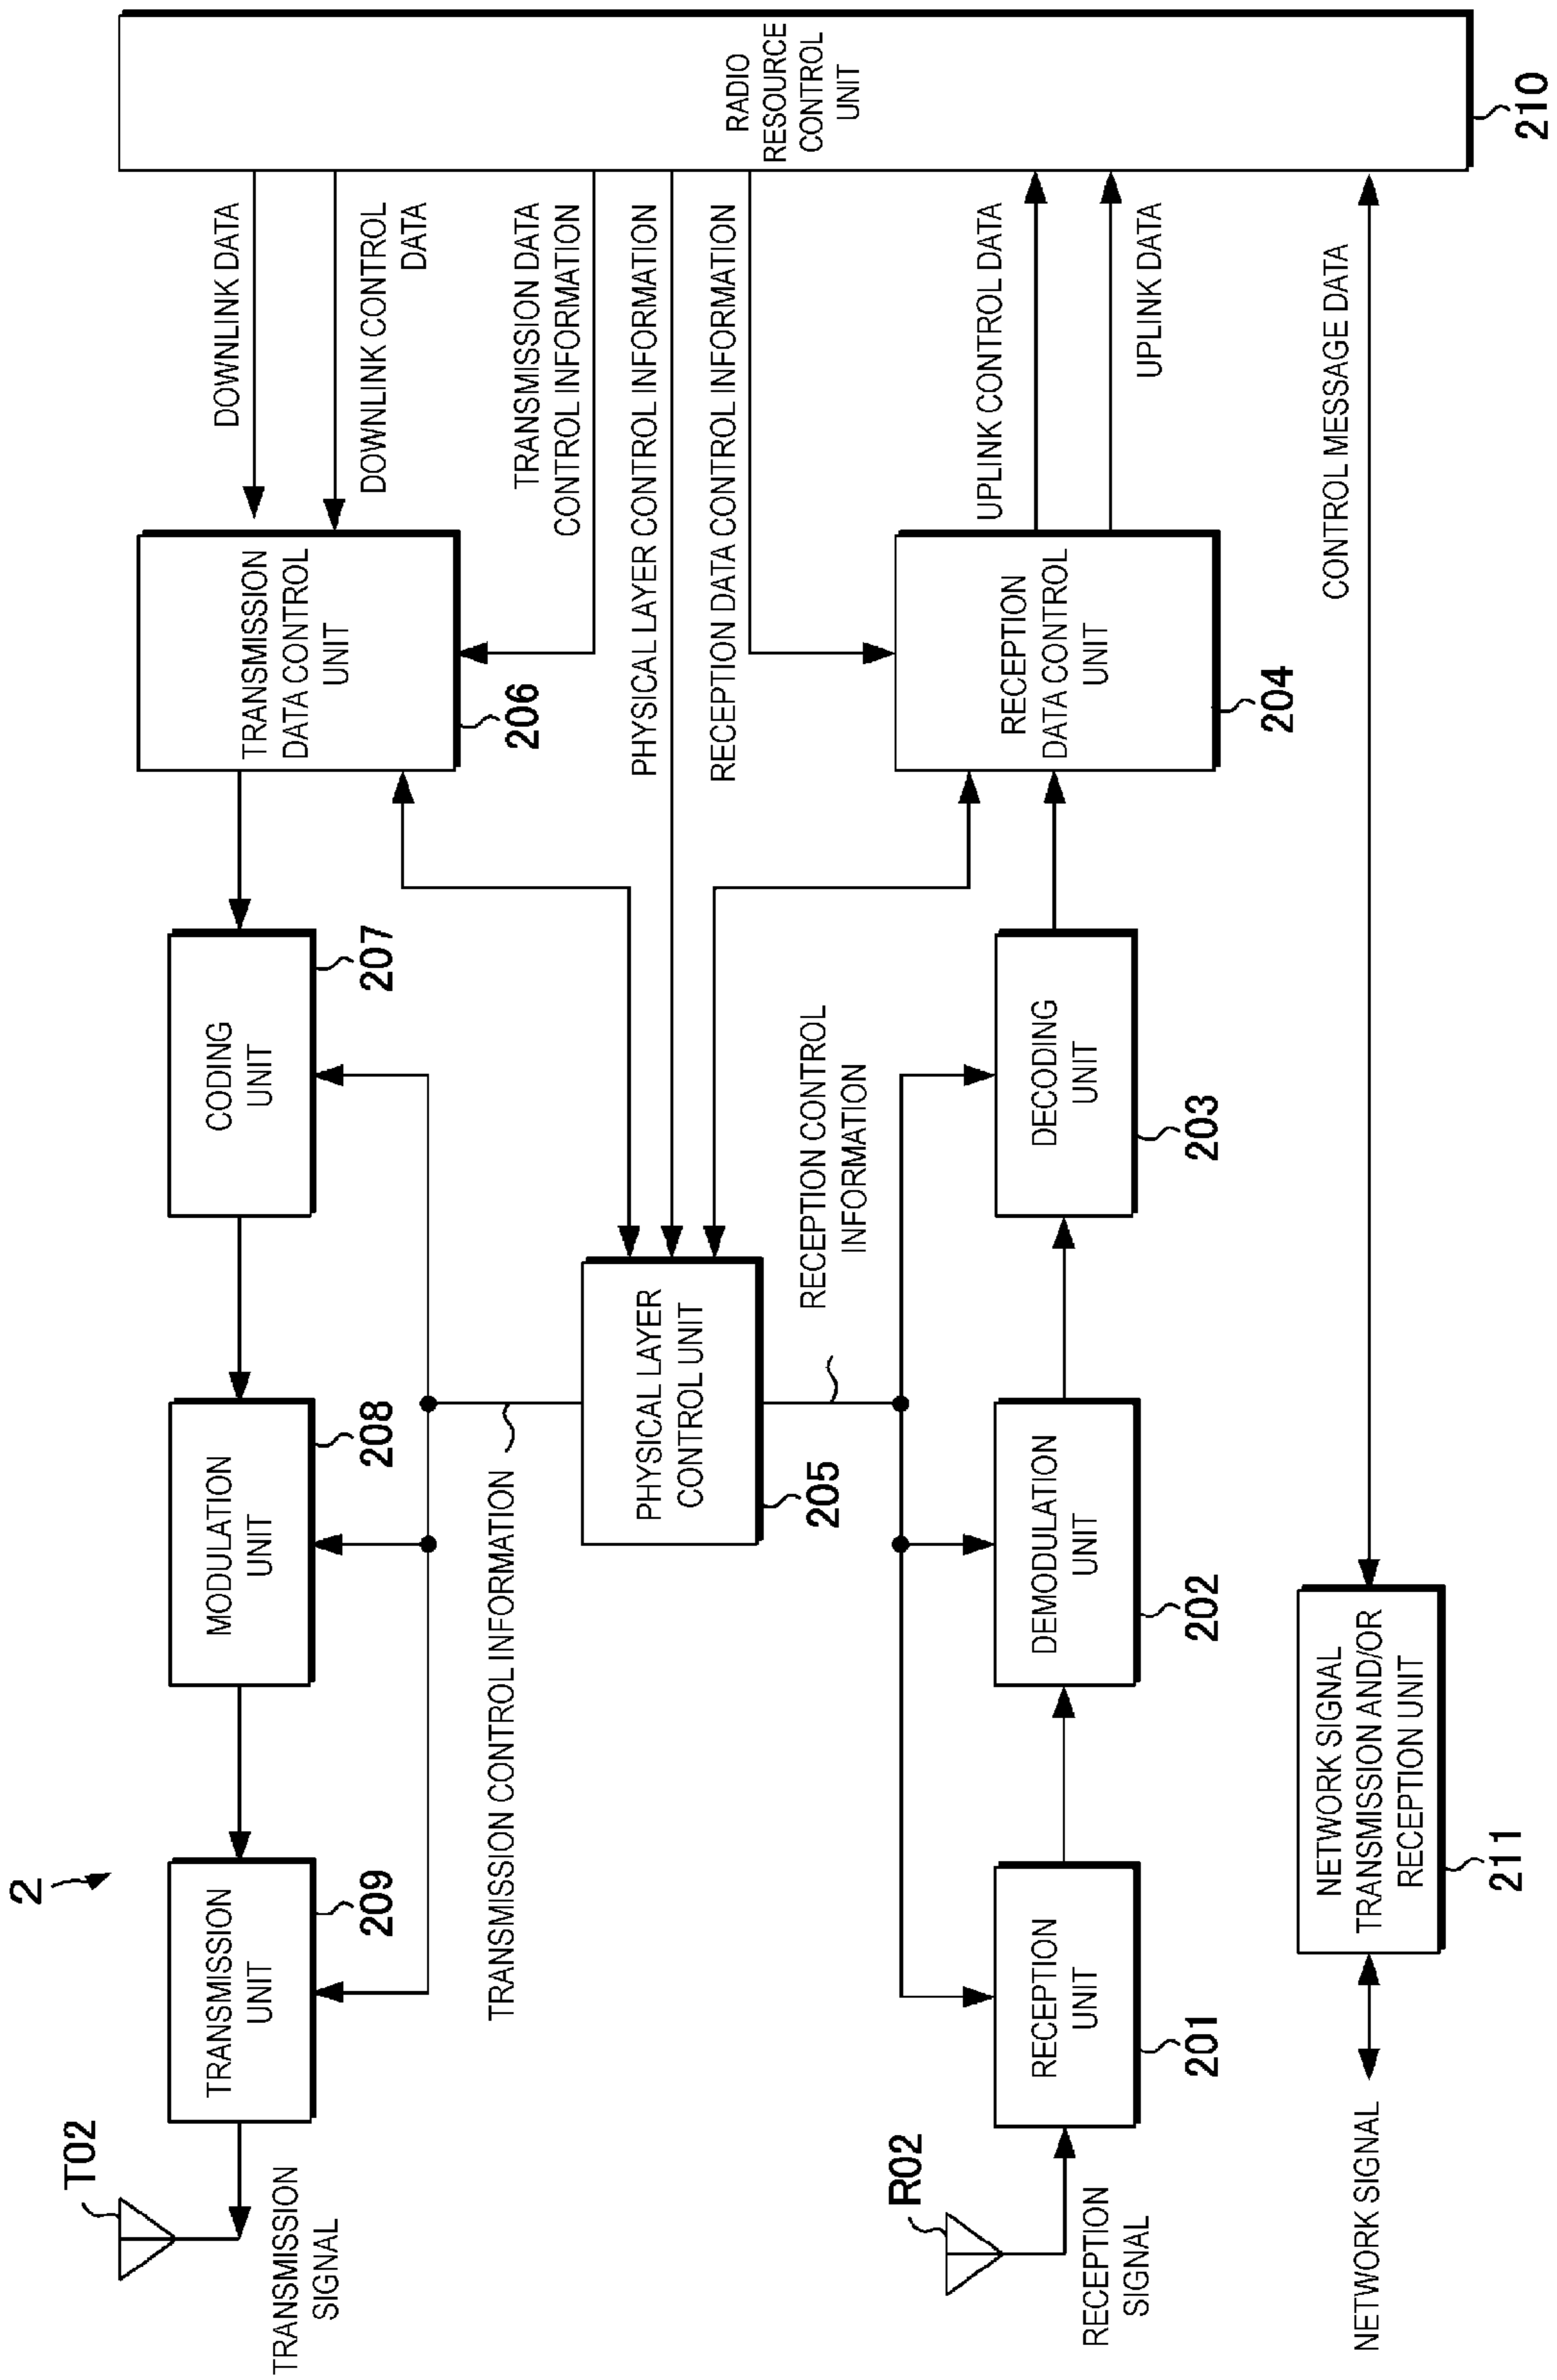 2
T02
TRANSMISSION
SIGNAL
TRANSMISSION
UNIT
209
MODULATION
UNIT
208
CODING
UNIT
207
TRANSMISSION
DATA CONTROL
UNIT
206
DOWNLINK DATA
DOWNLINK CONTROL
DATA
TRANSMISSION DATA
CONTROL INFORMATION
PHYSICAL LAYER CONTROL INFORMATION
RECEPTION DATA CONTROL INFORMATION
RADIO
RESOURCE
CONTROL
UNIT
210
TRANSMISSION CONTROL INFORMATION
PHYSICAL LAYER
CONTROL UNIT
205
RECEPTION CONTROL
INFORMATION
R02
RECEPTION
SIGNAL
RECEPTION
UNIT
201
DEMODULATION
UNIT
202
DECODING
UNIT
203
RECEPTION
DATA CONTROL
UNIT
204
UPLINK CONTROL DATA
UPLINK DATA
NETWORK SIGNAL
NETWORK SIGNAL
TRANSMISSION AND/OR
RECEPTION UNIT
211
CONTROL MESSAGE DATA